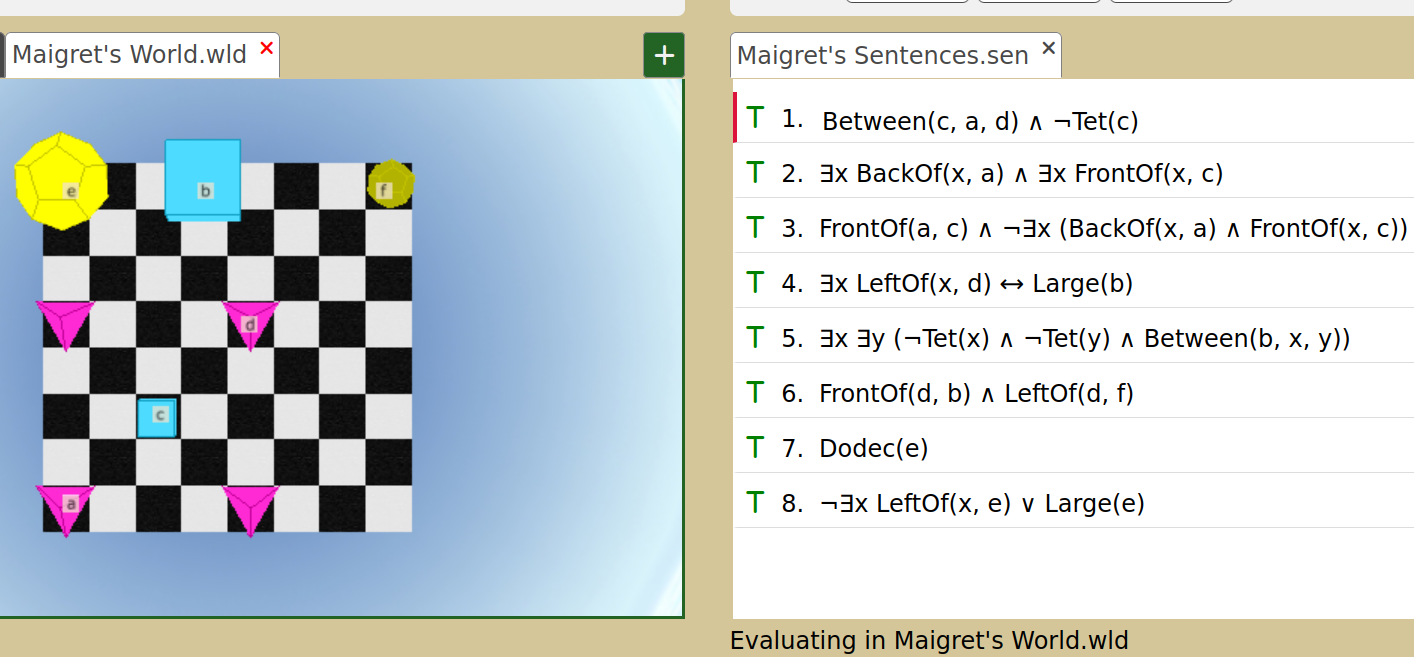 Maigret's World.wld ×
+
e
b
f
d
c
a
Maigret's Sentences.sen ×
T 1. Between(c, a, d) ∧ ¬Tet(c)
T 2. ∃x BackOf(x, a) ∧ ∃x FrontOf(x, c)
T 3. FrontOf(a, c) ∧ ¬∃x (BackOf(x, a) ∧ FrontOf(x, c))
T 4. ∃x LeftOf(x, d) ↔ Large(b)
T 5. ∃x ∃y (¬Tet(x) ∧ ¬Tet(y) ∧ Between(b, x, y))
T 6. FrontOf(d, b) ∧ LeftOf(d, f)
T 7. Dodec(e)
T 8. ¬∃x LeftOf(x, e) ∨ Large(e)
Evaluating in Maigret's World.wld